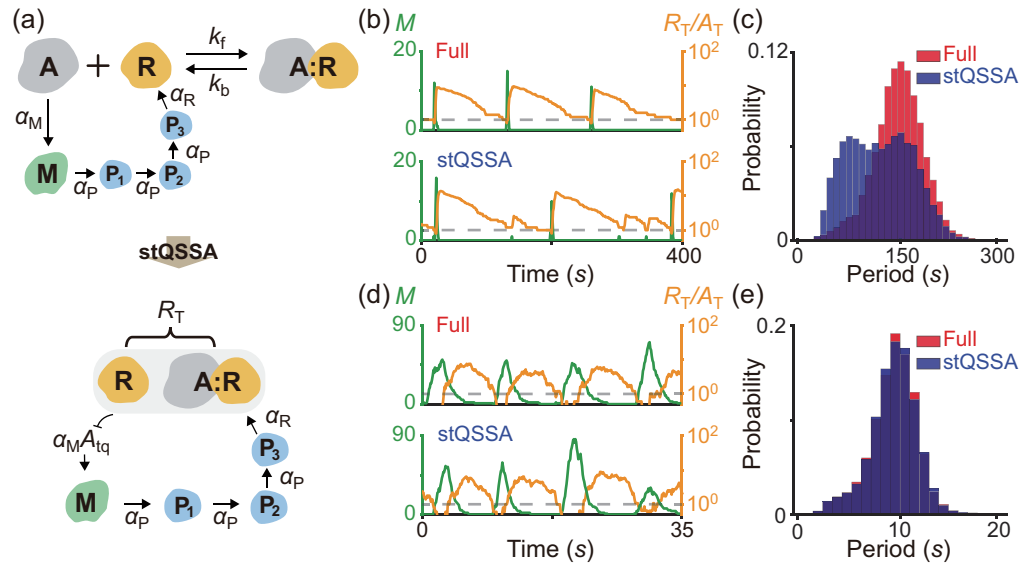 (a)
A + R
k_f
k_b
A:R
α_R
α_M
P_3
α_P
M
α_P
P_1
α_P
P_2
stQSSA
R_T
R
A:R
α_M A_tq
α_R
P_3
α_P
M
α_P
P_1
α_P
P_2
(b)
M
R_T/A_T
20
Full
10^2
0
10^0
20
stQSSA
10^2
0
10^0
0
400
Time (s)
(c)
0.12
Full
stQSSA
Probability
0
0
150
300
Period (s)
(d)
M
R_T/A_T
90
Full
10^2
0
10^0
90
stQSSA
10^2
0
10^0
0
35
Time (s)
(e)
0.2
Full
stQSSA
Probability
0
0
10
20
Period (s)